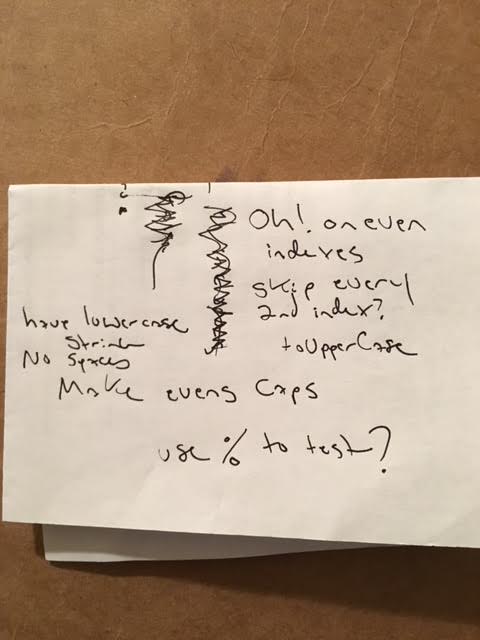 Oh! on even
indexes
skip every
2nd index?
toUpperCase
have lowercase
string
No spaces
Make evens Caps
use % to test?